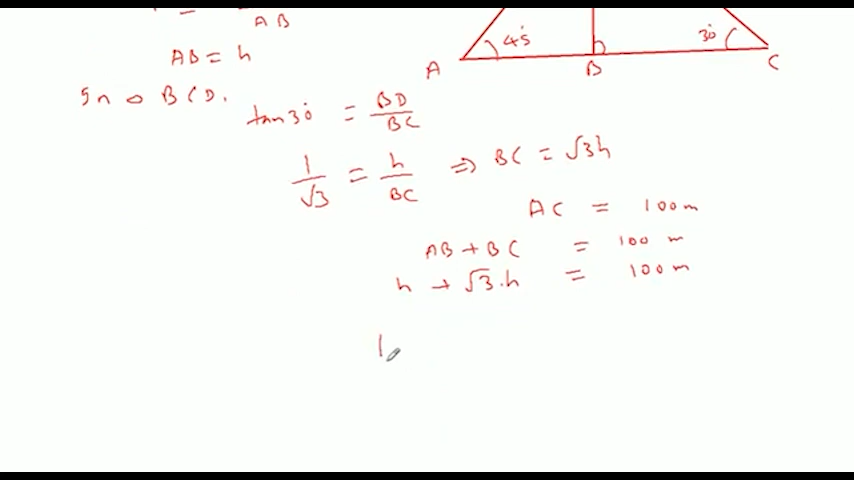 AB
AB = h
45°
30°
A
B
C
In △ BCD.
tan30° = BD/BC
1/√3 = h/BC ⇒ BC = √3h
AC = 100m
AB + BC = 100 m
h + √3.h = 100m